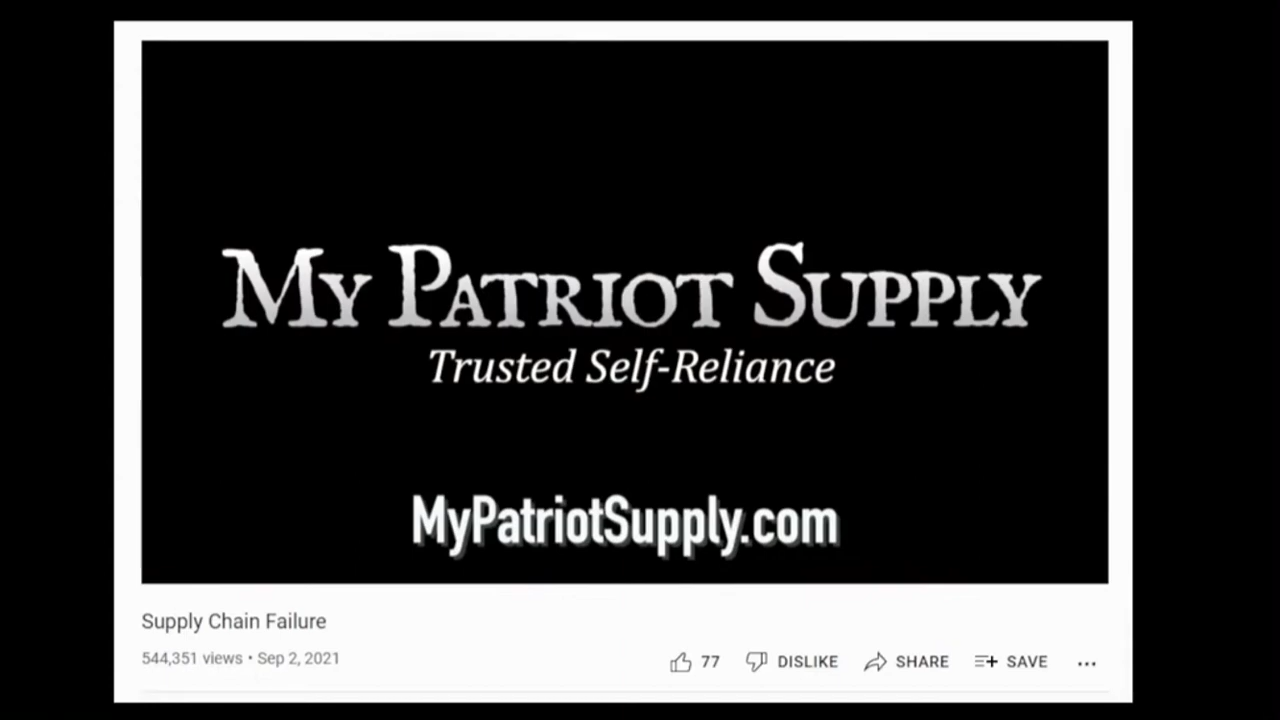 My Patriot Supply
Trusted Self-Reliance
MyPatriotSupply.com
Supply Chain Failure
544,351 views • Sep 2, 2021
77 DISLIKE SHARE SAVE ...